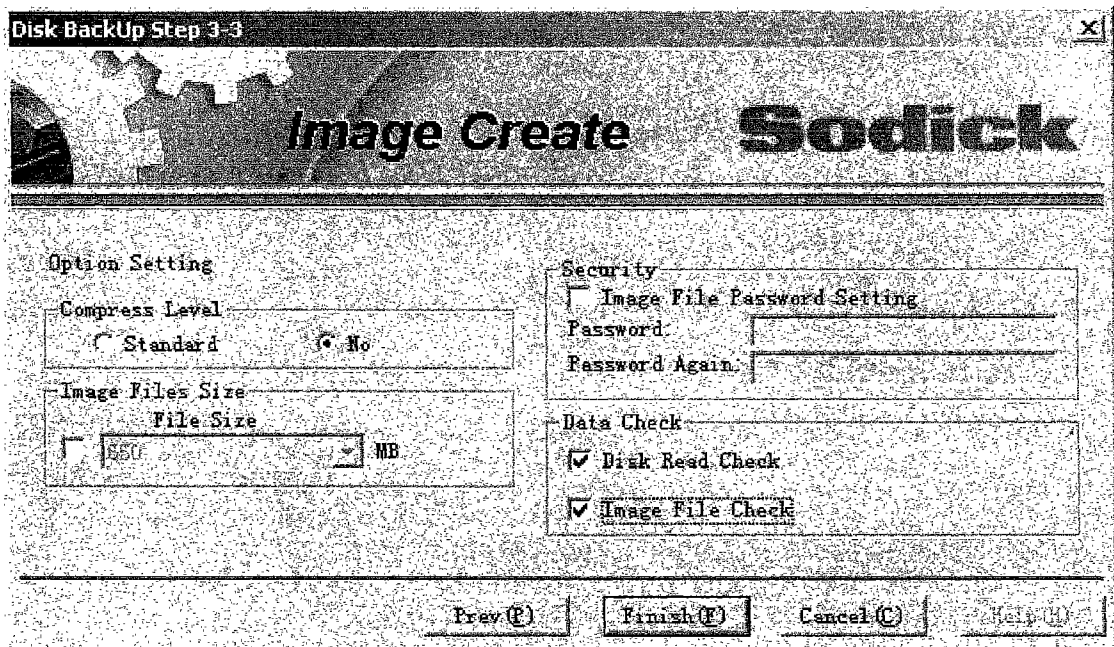 Disk BackUp Step 3-3
Image Create
Sodick
Option Setting
Compress Level
Standard
No
Image Files Size
File Size
650
MB
Security
Image File Password Setting
Password:
Password Again:
Data Check
Disk Read Check
Image File Check
Prev(P)
Finish(F)
Cancel(C)
Help(H)